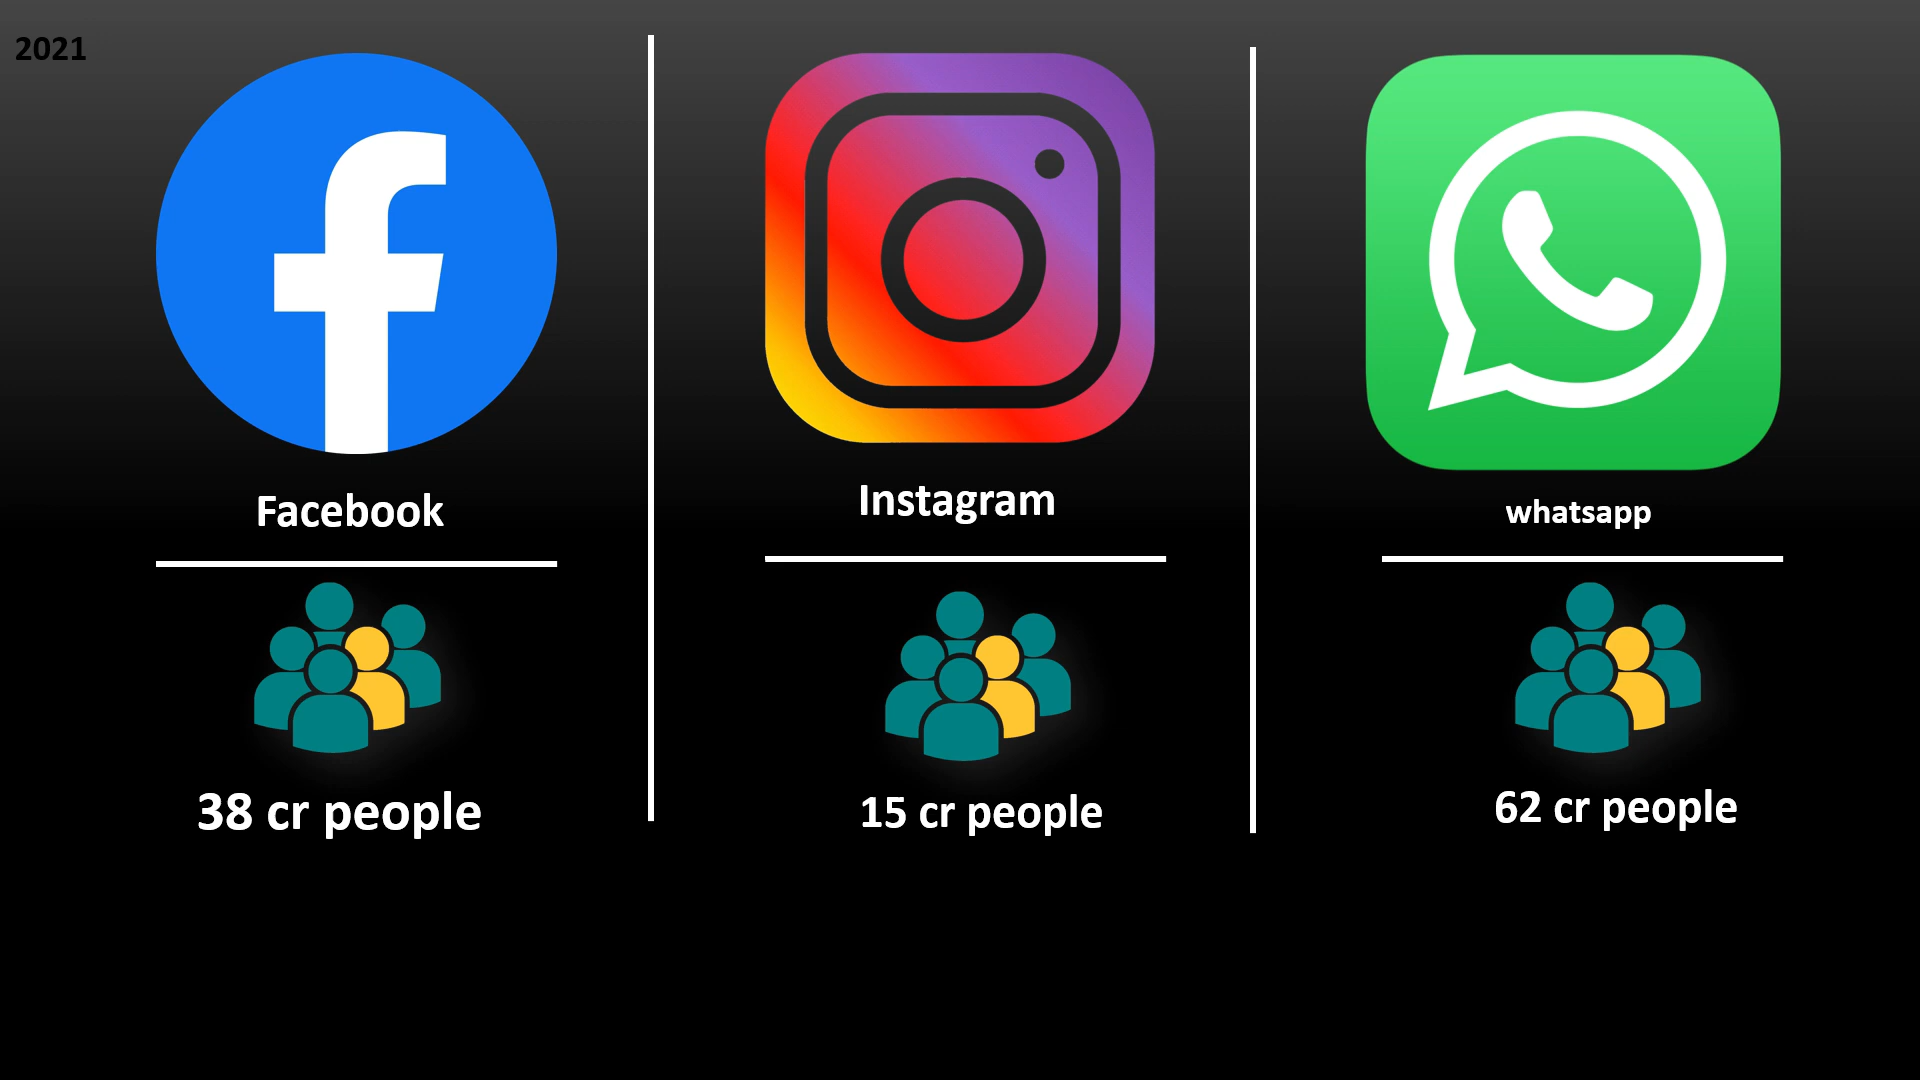 2021
Facebook
Instagram
whatsapp
38 cr people
15 cr people
62 cr people